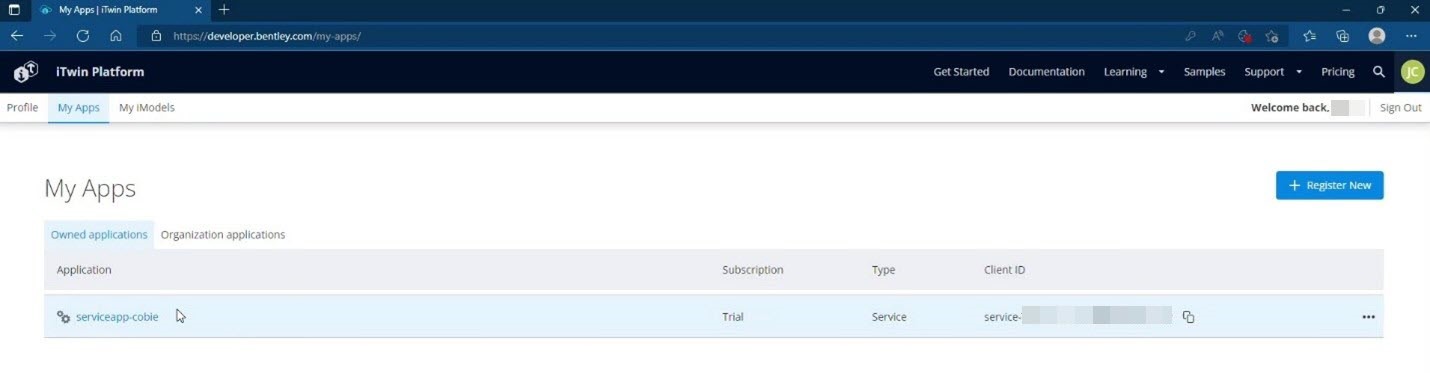 My Apps | iTwin Platform
https://developer.bentley.com/my-apps/
iTwin Platform
Get Started Documentation Learning Samples Support Pricing JC
Profile My Apps My iModels Welcome back, Sign Out
My Apps
+ Register New
Owned applications Organization applications
Application Subscription Type Client ID
serviceapp-cobie Trial Service service-